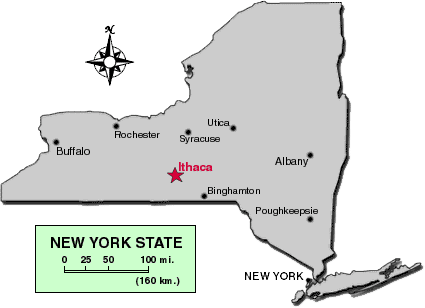 N
Utica
Rochester
Syracuse
Buffalo
Albany
Ithaca
Binghamton
Poughkeepsie
NEW YORK STATE
0 25 50 100 mi.
(160 km.)
NEW YORK